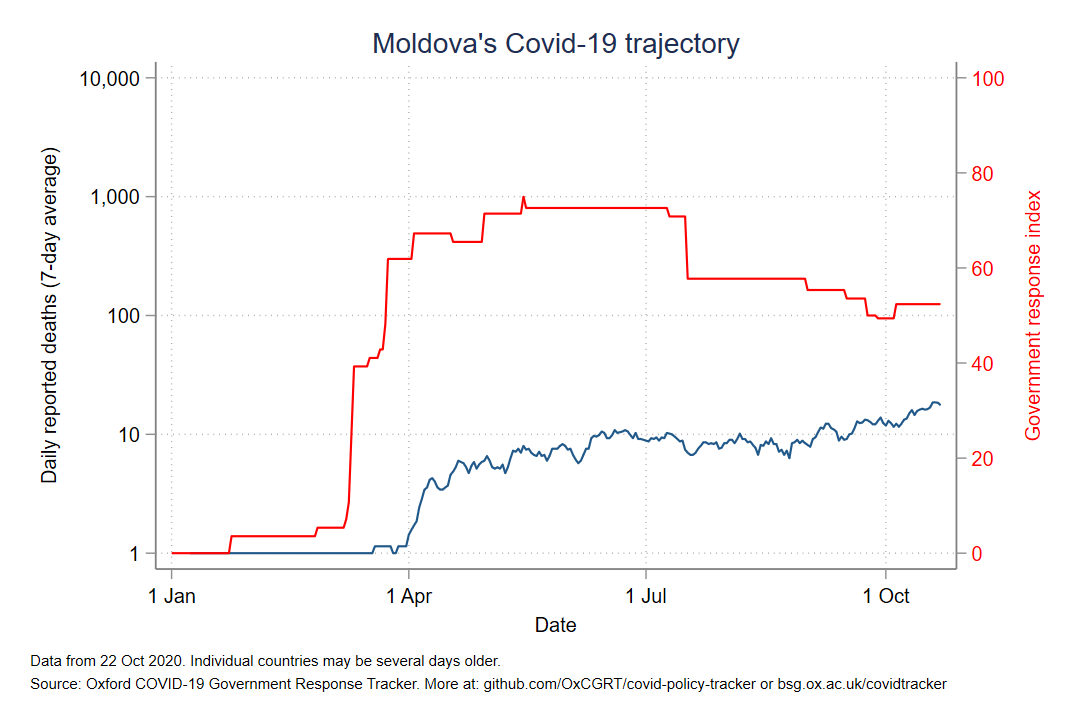 Moldova's Covid-19 trajectory
Daily reported deaths (7-day average)
10,000
1,000
100
10
1
100
80
60
40
20
0
Government response index
1 Jan
1 Apr
1 Jul
1 Oct
Date
Data from 22 Oct 2020. Individual countries may be several days older.
Source: Oxford COVID-19 Government Response Tracker. More at: github.com/OxCGRT/covid-policy-tracker or bsg.ox.ac.uk/covidtracker